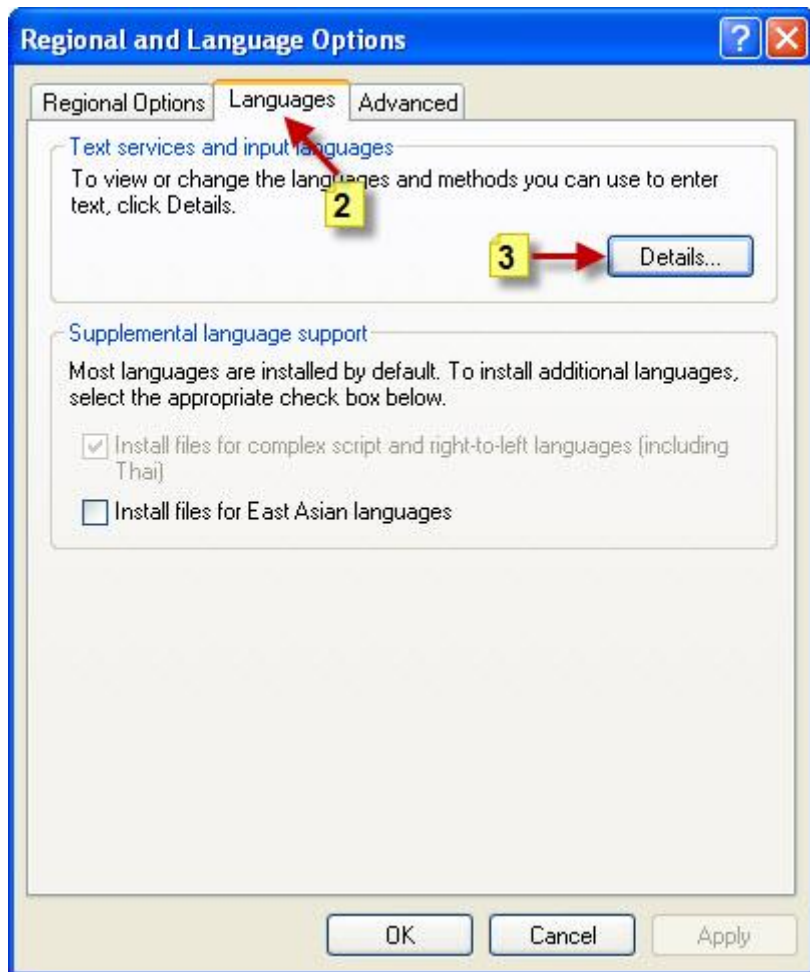 Regional and Language Options
Regional Options Languages Advanced
Text services and input languages
To view or change the languages and methods you can use to enter
text, click Details.
2
3 Details...
Supplemental language support
Most languages are installed by default. To install additional languages,
select the appropriate check box below.
Install files for complex script and right-to-left languages (including
Thai)
Install files for East Asian languages
OK Cancel Apply